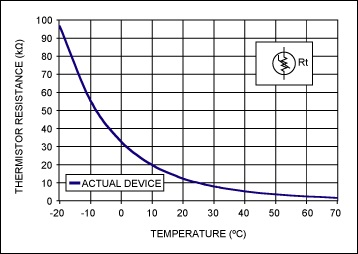 THERMISTOR RESISTANCE (kΩ)
100
90
80
70
60
50
40
30
20
10
0
Rt
ACTUAL DEVICE
-20 -10 0 10 20 30 40 50 60 70
TEMPERATURE (ºC)